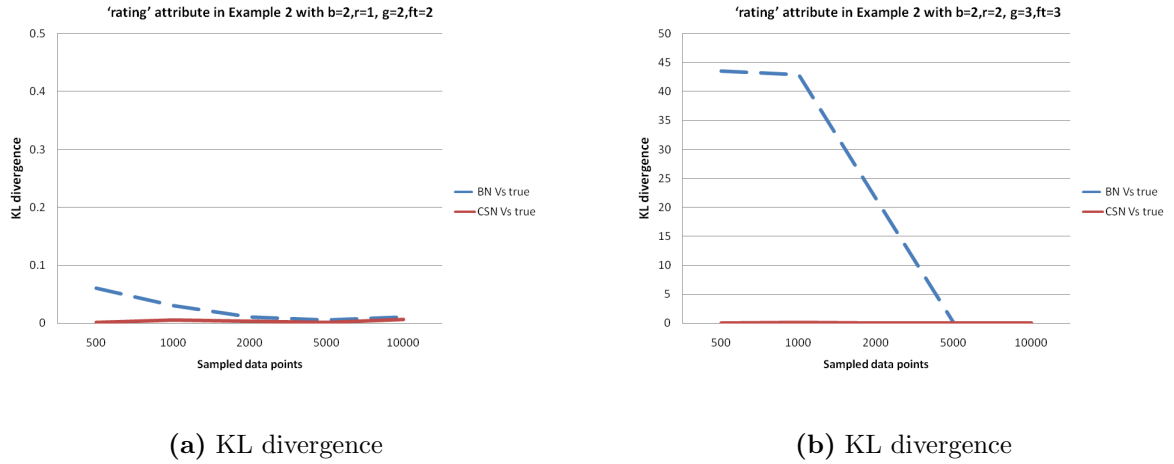 ‘rating’ attribute in Example 2 with b=2,r=1, g=2,ft=2
0.5
0.4
0.3
0.2
0.1
0
KL divergence
500 1000 2000 5000 10000
Sampled data points
BN Vs true
CSN Vs true
(a) KL divergence
‘rating’ attribute in Example 2 with b=2,r=2, g=3,ft=3
50
45
40
35
30
25
20
15
10
5
0
KL divergence
500 1000 2000 5000 10000
Sampled data points
BN Vs true
CSN Vs true
(b) KL divergence